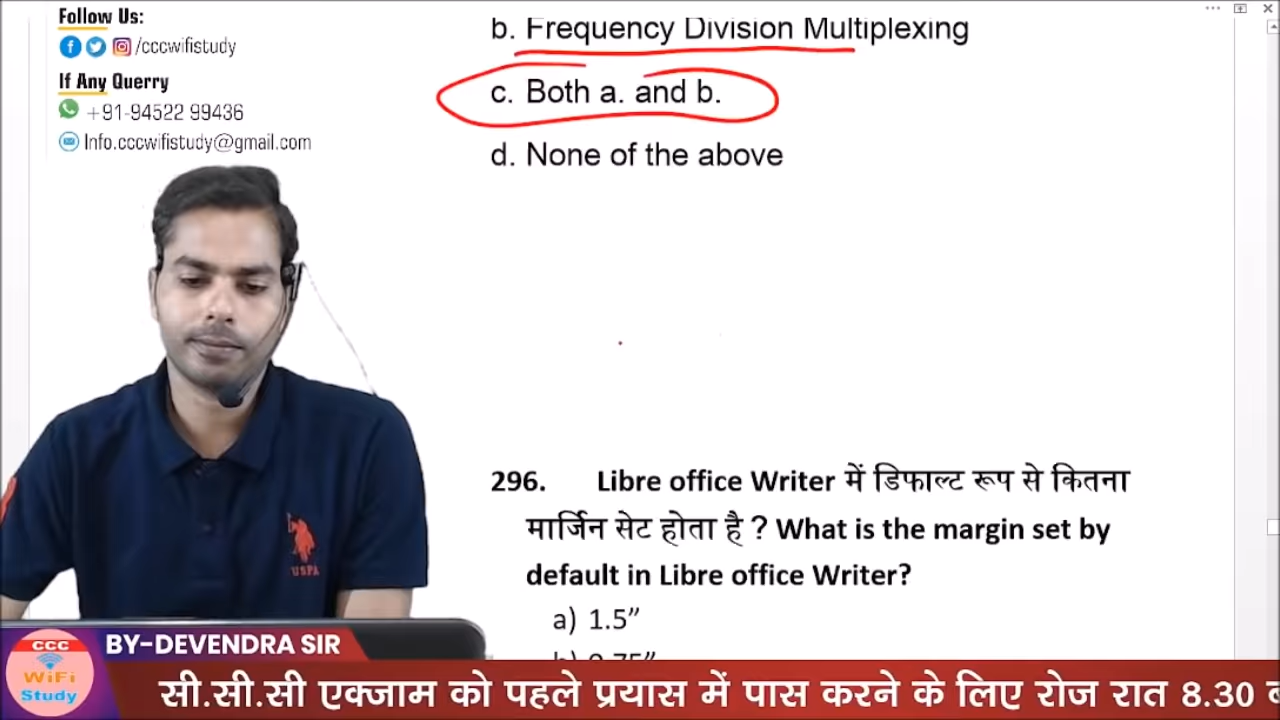 Follow Us:
/cccwifistudy
If Any Querry
+91-94522 99436
Info.cccwifistudy@gmail.com
b. Frequency Division Multiplexing
c. Both a. and b.
d. None of the above
296. Libre office Writer में डिफाल्ट रूप से कितना
मार्जिन सेट होता है ? What is the margin set by
default in Libre office Writer?
a) 1.5”
USPA
CCC
WiFi
Study
BY-DEVENDRA SIR
सी.सी.सी एक्जाम को पहले प्रयास में पास करने के लिए रोज रात 8.30